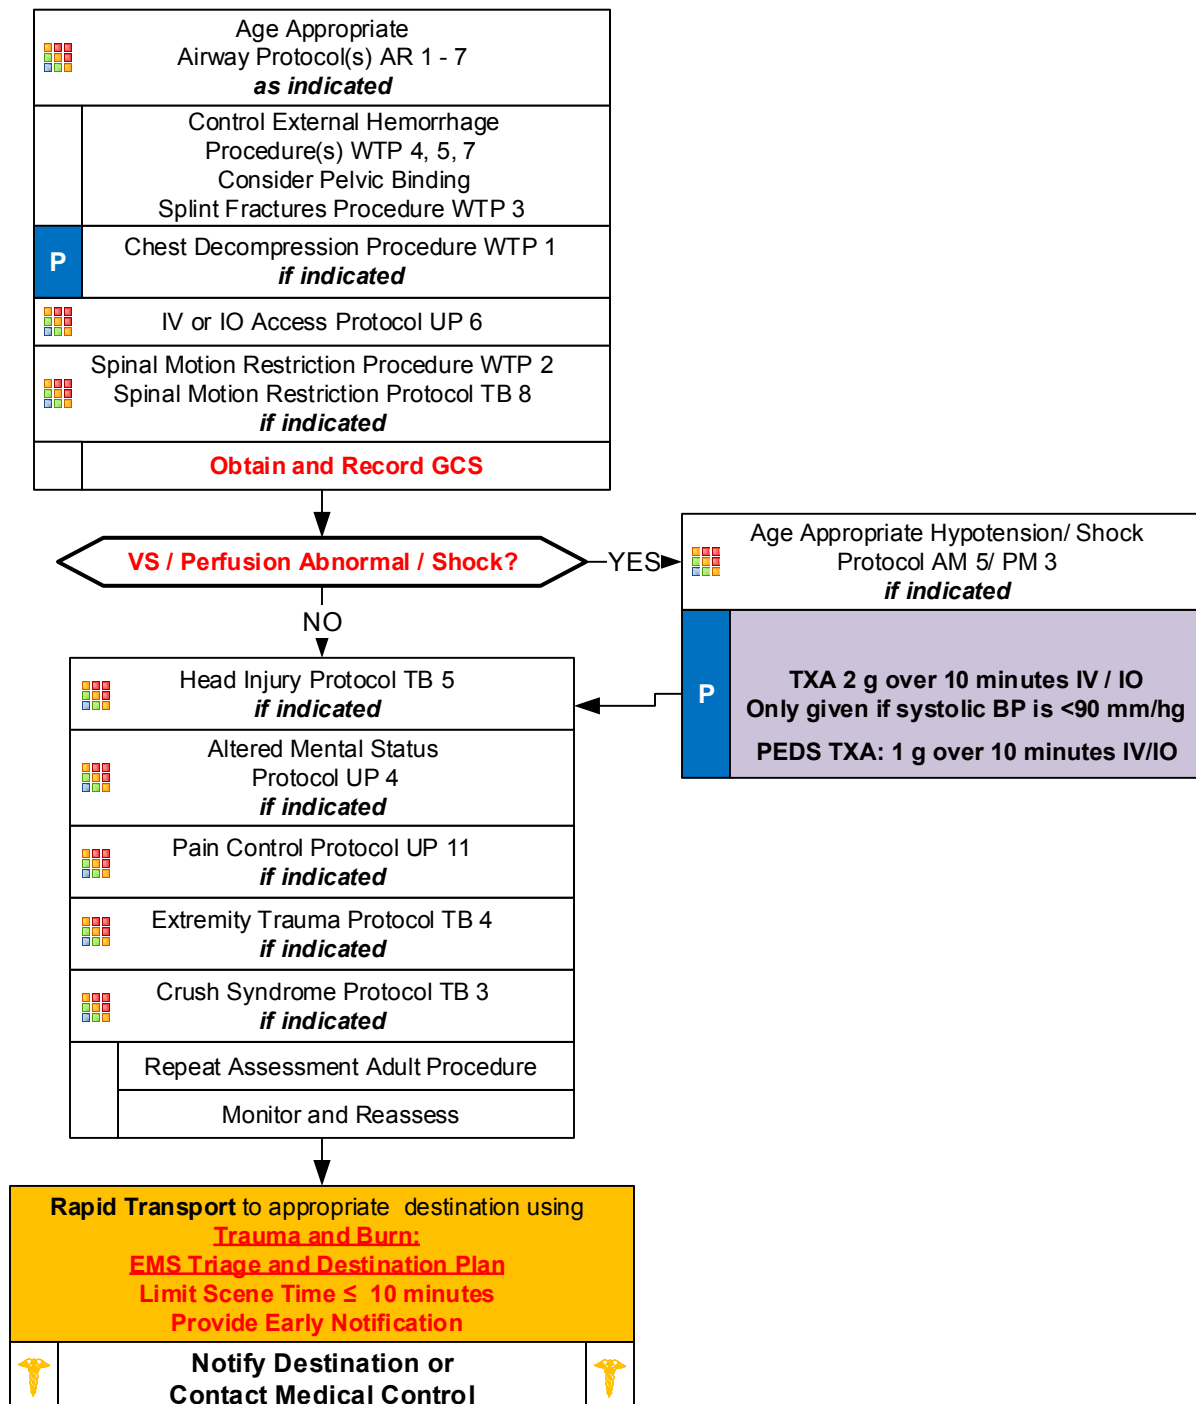 Age Appropriate
Airway Protocol(s) AR 1 - 7
as indicated
Control External Hemorrhage
Procedure(s) WTP 4, 5, 7
Consider Pelvic Binding
Splint Fractures Procedure WTP 3
P
Chest Decompression Procedure WTP 1
if indicated
IV or IO Access Protocol UP 6
Spinal Motion Restriction Procedure WTP 2
Spinal Motion Restriction Protocol TB 8
if indicated
Obtain and Record GCS
VS / Perfusion Abnormal / Shock?
YES
NO
Age Appropriate Hypotension/ Shock
Protocol AM 5/ PM 3
if indicated
P
TXA 2 g over 10 minutes IV / IO
Only given if systolic BP is <90 mm/hg
PEDS TXA: 1 g over 10 minutes IV/IO
Head Injury Protocol TB 5
if indicated
Altered Mental Status
Protocol UP 4
if indicated
Pain Control Protocol UP 11
if indicated
Extremity Trauma Protocol TB 4
if indicated
Crush Syndrome Protocol TB 3
if indicated
Repeat Assessment Adult Procedure
Monitor and Reassess
Rapid Transport to appropriate destination using
Trauma and Burn:
EMS Triage and Destination Plan
Limit Scene Time ≤ 10 minutes
Provide Early Notification
Notify Destination or
Contact Medical Control